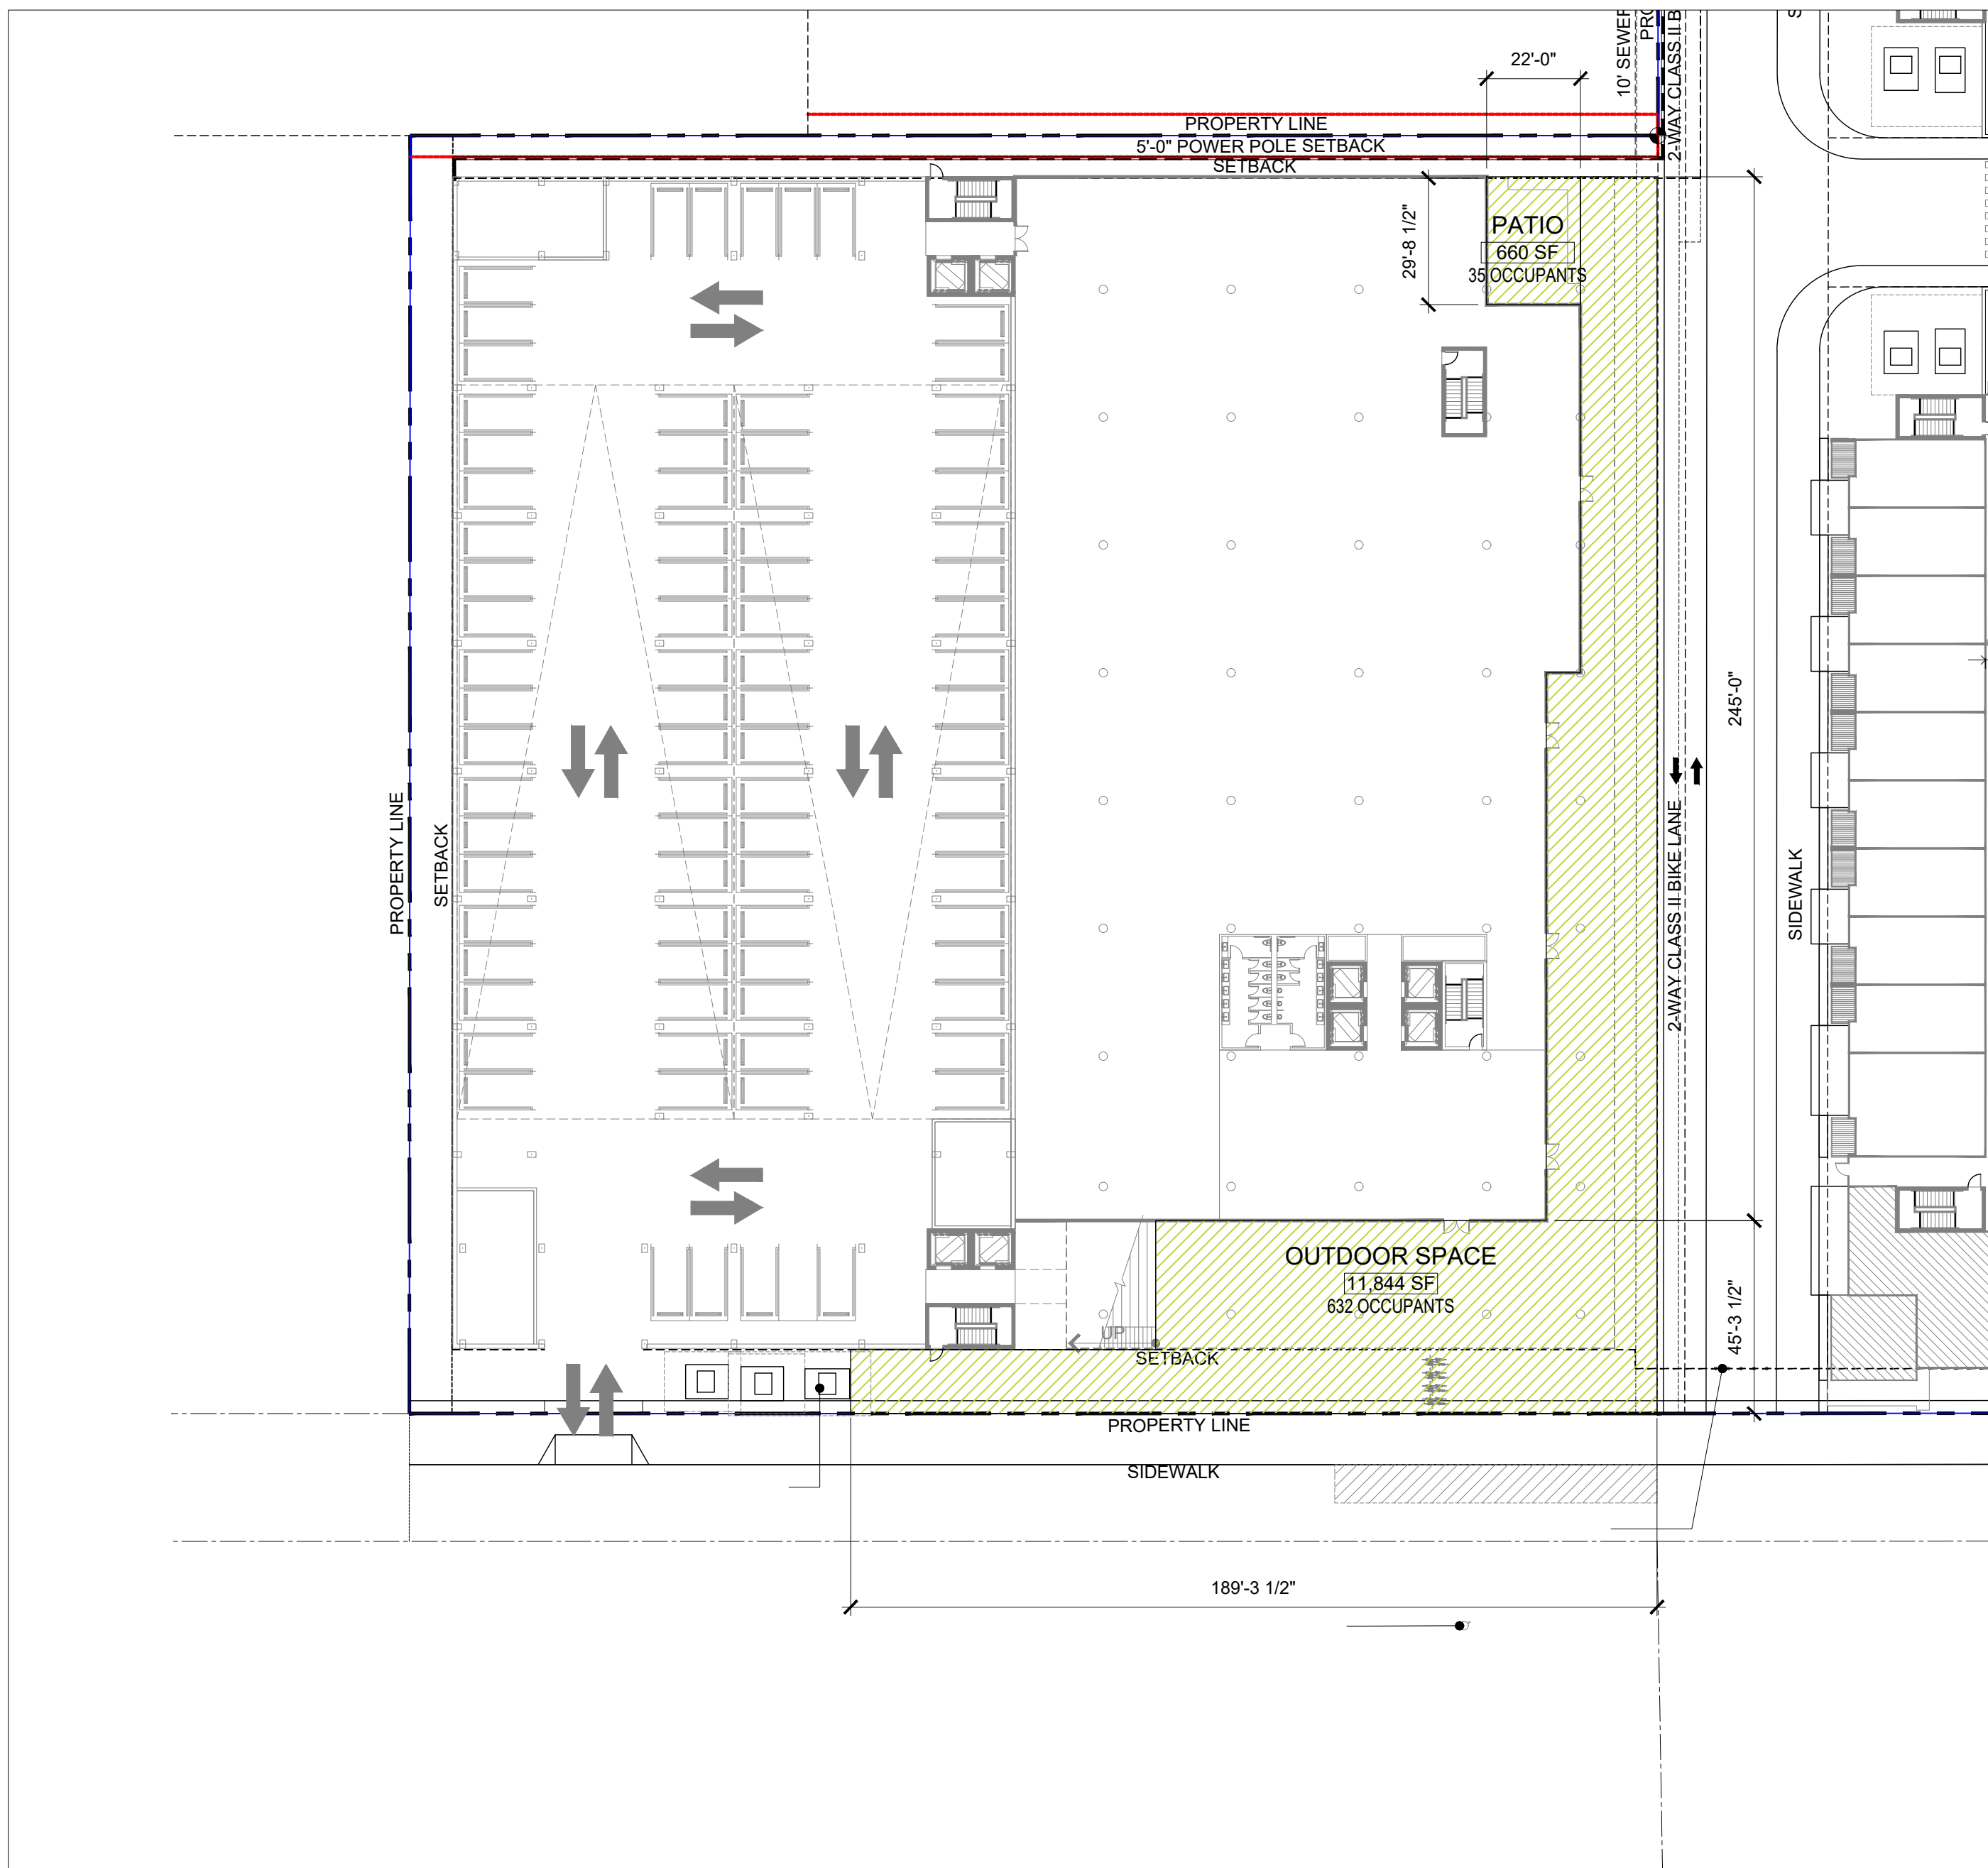 10' SEWER
PRO
2-WAY CLASS II B
S
22'-0"
PROPERTY LINE
5'-0" POWER POLE SETBACK
SETBACK
29'-8 1/2"
PATIO
660 SF
35 OCCUPANTS
245'-0"
PROPERTY LINE
SETBACK
2-WAY CLASS II BIKE LANE
SIDEWALK
OUTDOOR SPACE
11,844 SF
632 OCCUPANTS
45'-3 1/2"
UP
SETBACK
PROPERTY LINE
SIDEWALK
189'-3 1/2"